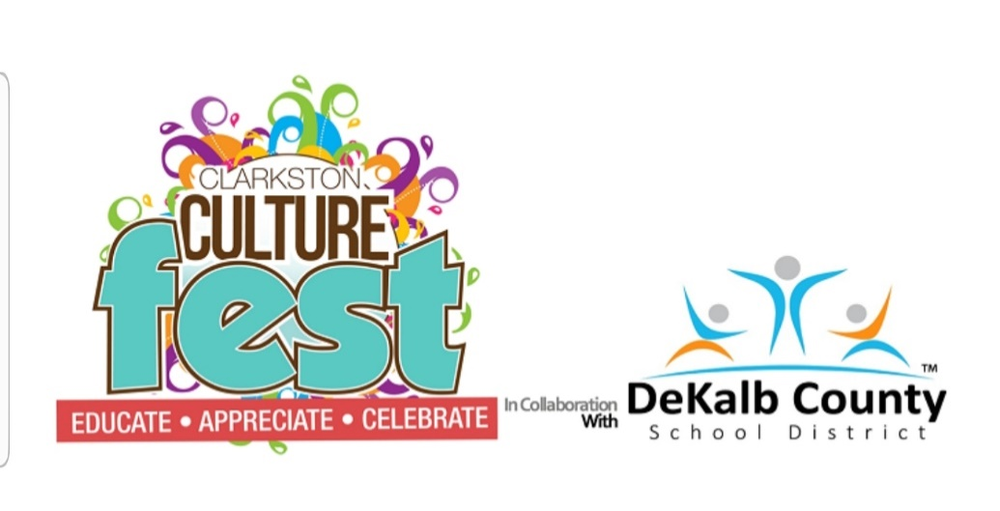 CLARKSTON
CULTURE
fest
EDUCATE • APPRECIATE • CELEBRATE
In Collaboration
With
DeKalb County
School District
TM